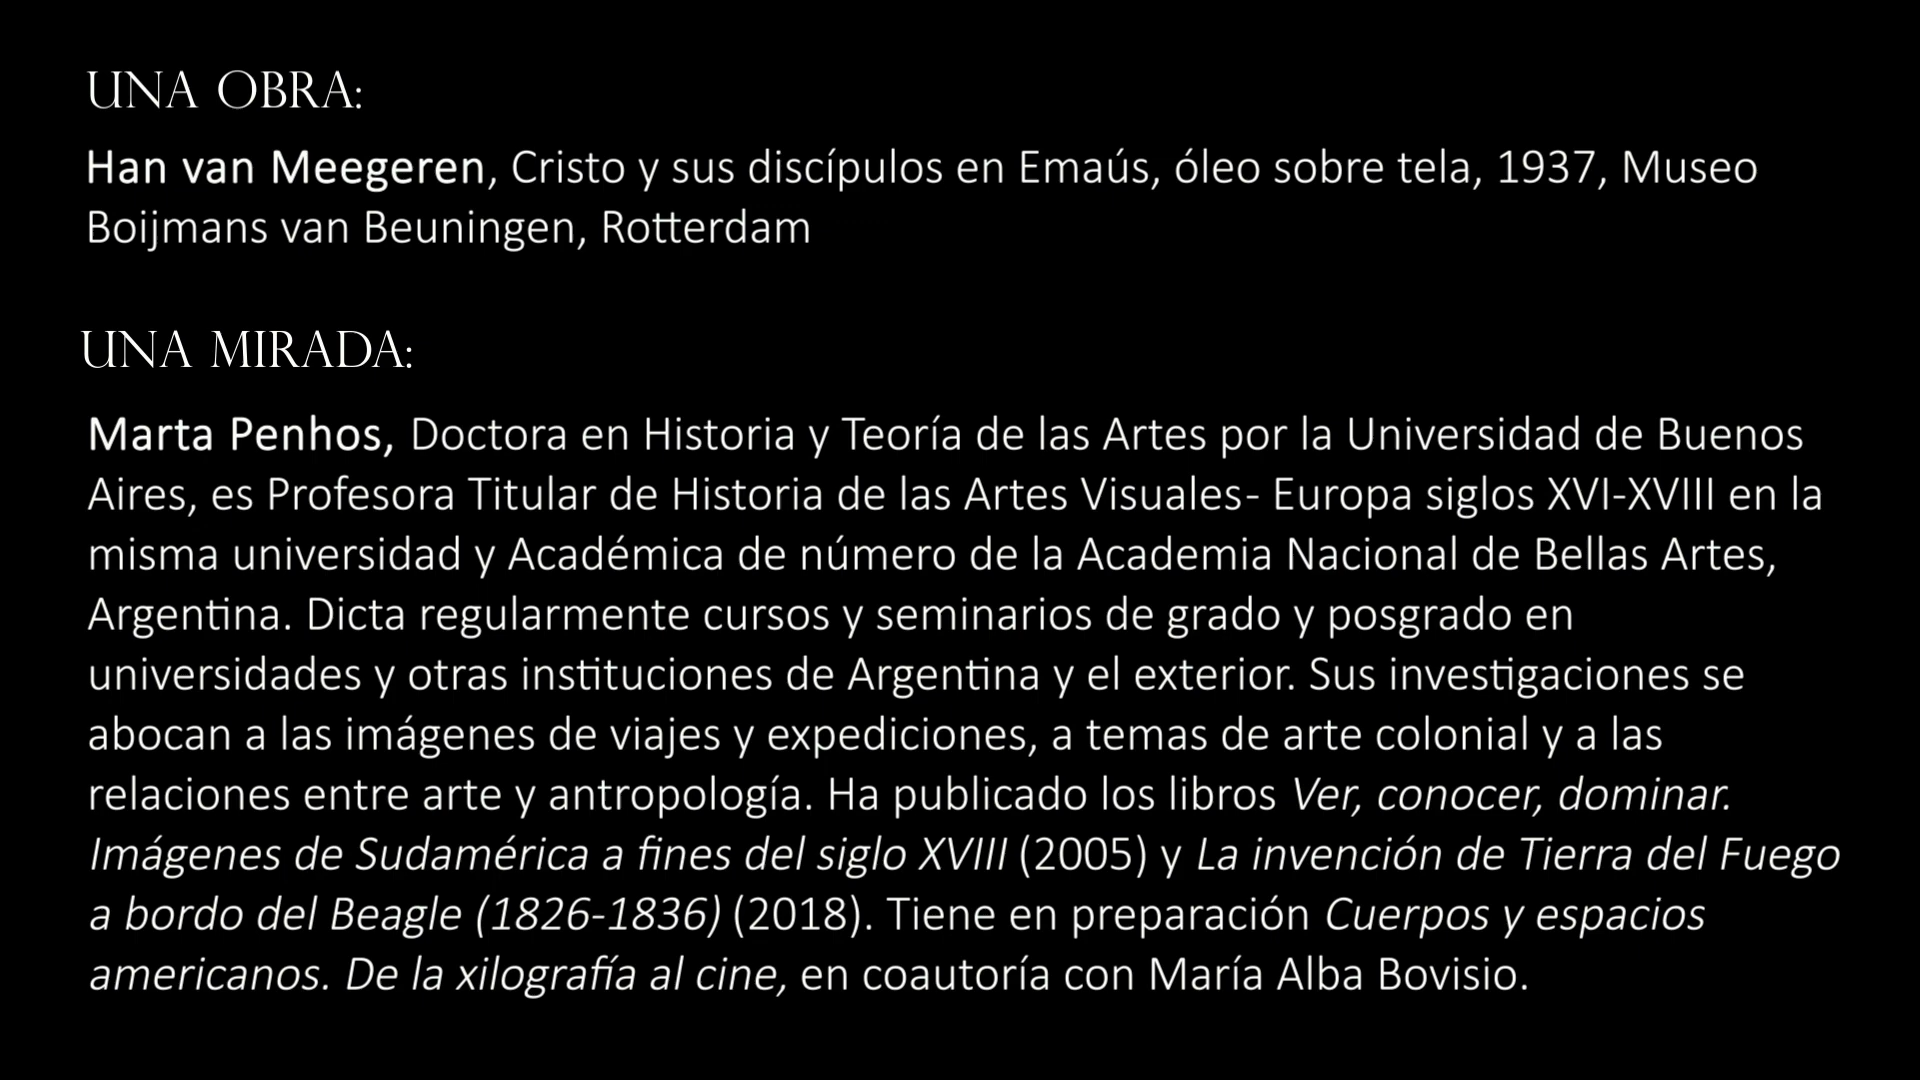 UNA OBRA:
Han van Meegeren, Cristo y sus discípulos en Emaús, óleo sobre tela, 1937, Museo
Boijmans van Beuningen, Rotterdam
UNA MIRADA:
Marta Penhos, Doctora en Historia y Teoría de las Artes por la Universidad de Buenos
Aires, es Profesora Titular de Historia de las Artes Visuales- Europa siglos XVI-XVIII en la
misma universidad y Académica de número de la Academia Nacional de Bellas Artes,
Argentina. Dicta regularmente cursos y seminarios de grado y posgrado en
universidades y otras instituciones de Argentina y el exterior. Sus investigaciones se
abocan a las imágenes de viajes y expediciones, a temas de arte colonial y a las
relaciones entre arte y antropología. Ha publicado los libros Ver, conocer, dominar.
Imágenes de Sudamérica a fines del siglo XVIII (2005) y La invención de Tierra del Fuego
a bordo del Beagle (1826-1836) (2018). Tiene en preparación Cuerpos y espacios
americanos. De la xilografía al cine, en coautoría con María Alba Bovisio.